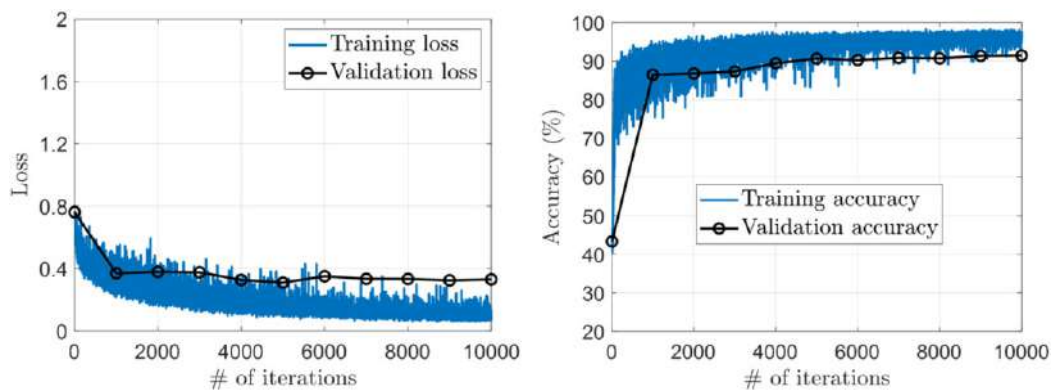 2
1.6
1.2
0.8
0.4
0
Loss
Training loss
Validation loss
0 2000 4000 6000 8000 10000
# of iterctions
100
90
80
70
60
50
40
30
20
Accuracy (%)
Training accuracy
Validation accuracy
0 2000 4000 6000 8000 10000
# of iterctions